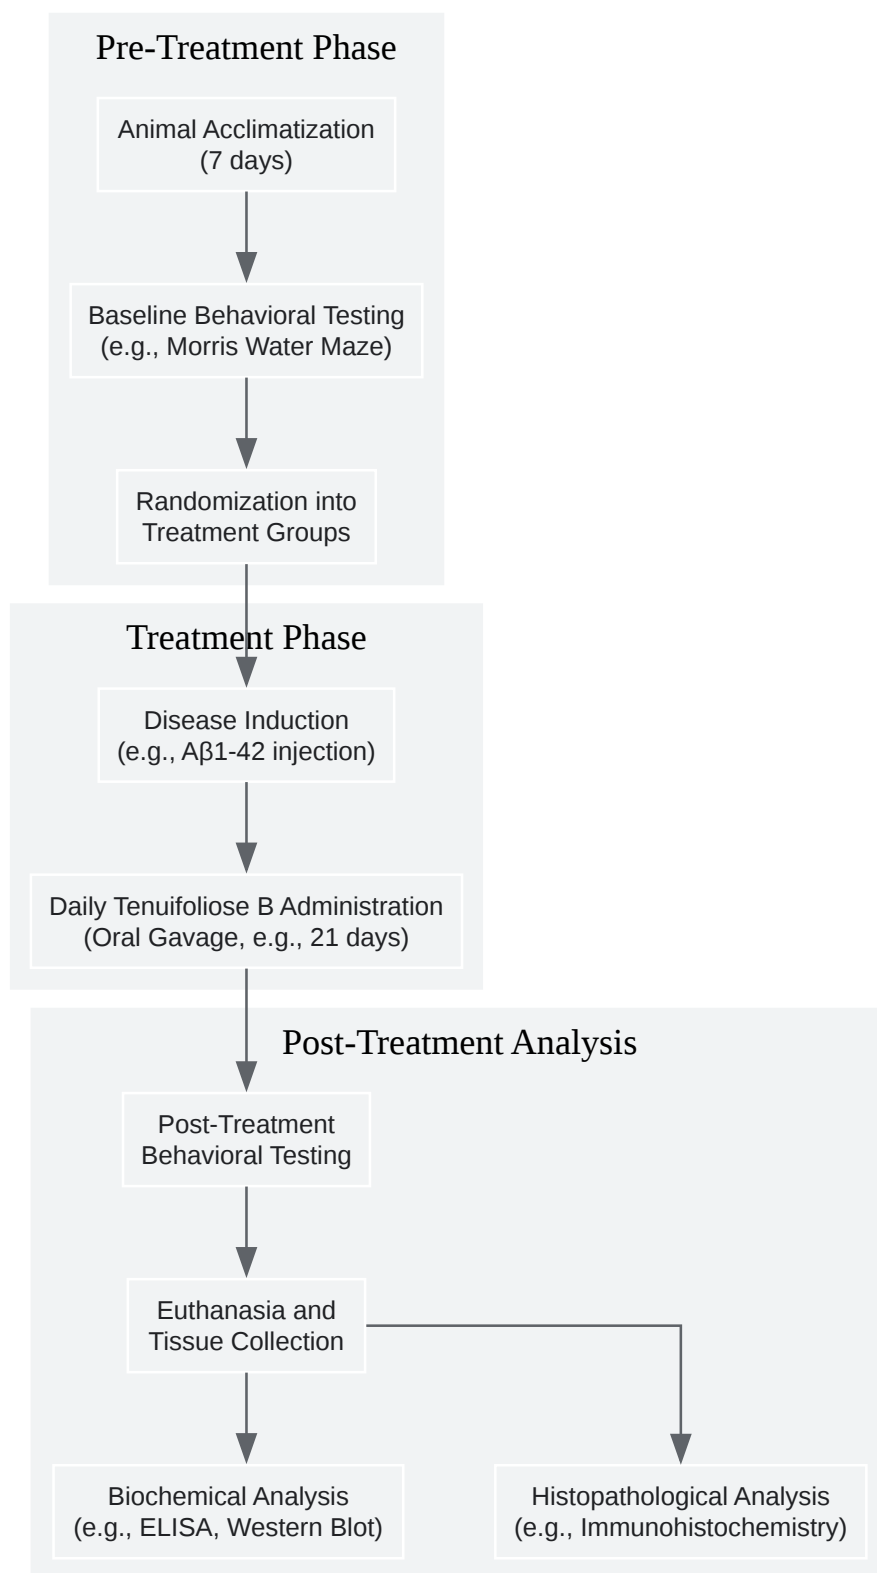 Pre-Treatment Phase
Animal Acclimatization
(7 days)
Baseline Behavioral Testing
(e.g., Morris Water Maze)
Randomization into
Treatment Groups
Treatment Phase
Disease Induction
(e.g., Aβ1-42 injection)
Daily Tenuifoliose B Administration
(Oral Gavage, e.g., 21 days)
Post-Treatment Analysis
Post-Treatment
Behavioral Testing
Euthanasia and
Tissue Collection
Biochemical Analysis
(e.g., ELISA, Western Blot)
Histopathological Analysis
(e.g., Immunohistochemistry)